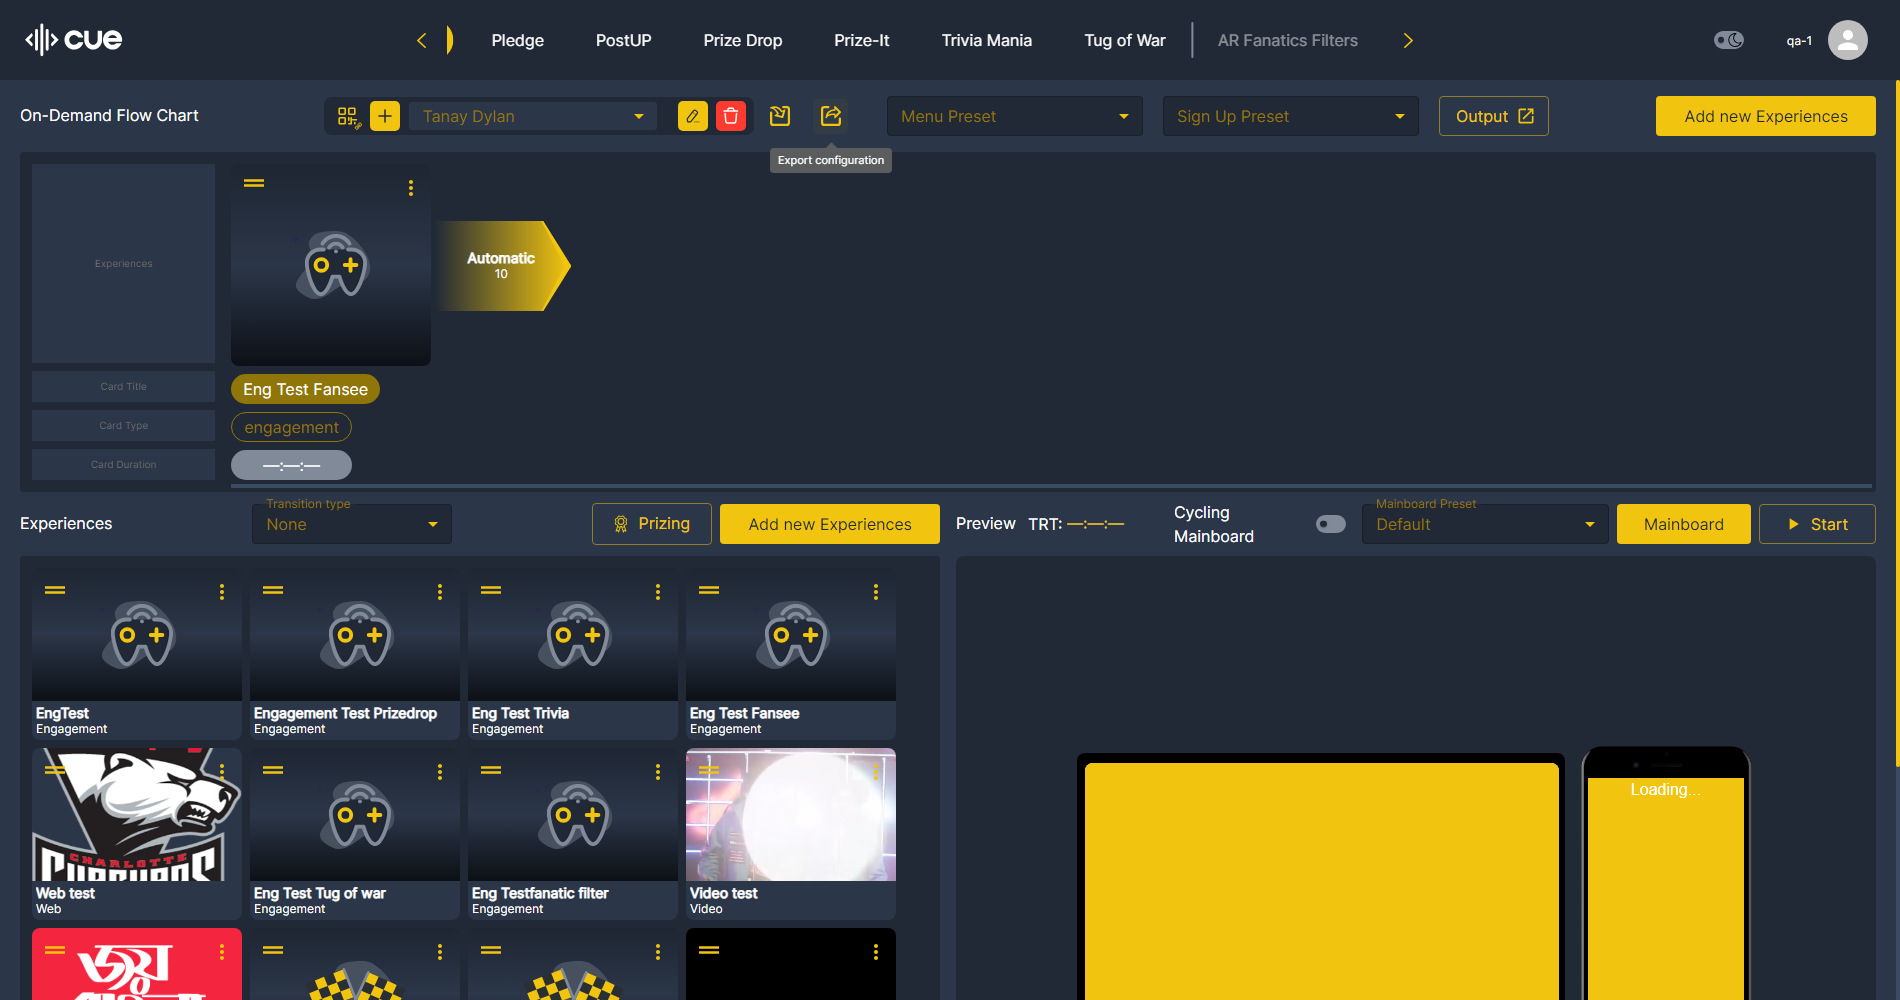 cue
Pledge
PostUP
Prize Drop
Prize-It
Trivia Mania
Tug of War
AR Fanatics Filters
qa-1
On-Demand Flow Chart
Tanay Dylan
Menu Preset
Sign Up Preset
Output
Add new Experiences
Export configuration
Experiences
Automatic
10
Card Title
Eng Test Fansee
Card Type
engagement
Card Duration
—:—:—
Experiences
Transition type
None
Prizing
Add new Experiences
Preview
TRT: —:—:—
Cycling
Mainboard
Mainboard Preset
Default
Mainboard
Start
EngTest
Engagement
Engagement Test Prizedrop
Engagement
Eng Test Trivia
Engagement
Eng Test Fansee
Engagement
CHARLOTTE
Web test
Web
Eng Test Tug of war
Engagement
Eng Testfanatic filter
Engagement
Video test
Video
Loading...
জয়